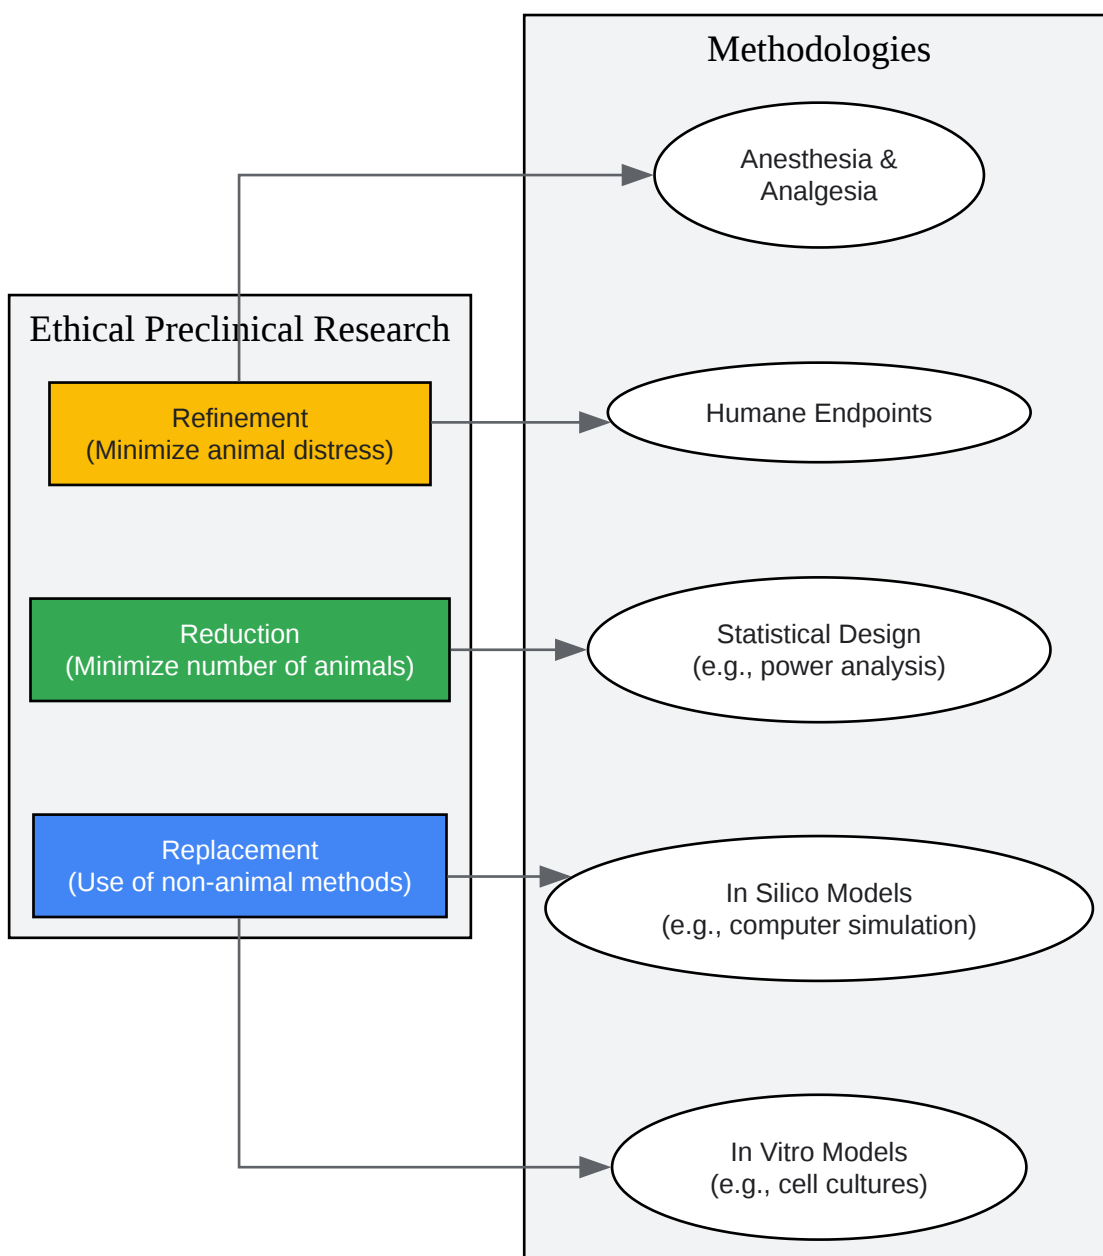 Methodologies
Anesthesia &
Analgesia
Ethical Preclinical Research
Refinement
(Minimize animal distress)
Humane Endpoints
Reduction
(Minimize number of animals)
Statistical Design
(e.g., power analysis)
Replacement
(Use of non-animal methods)
In Silico Models
(e.g., computer simulation)
In Vitro Models
(e.g., cell cultures)